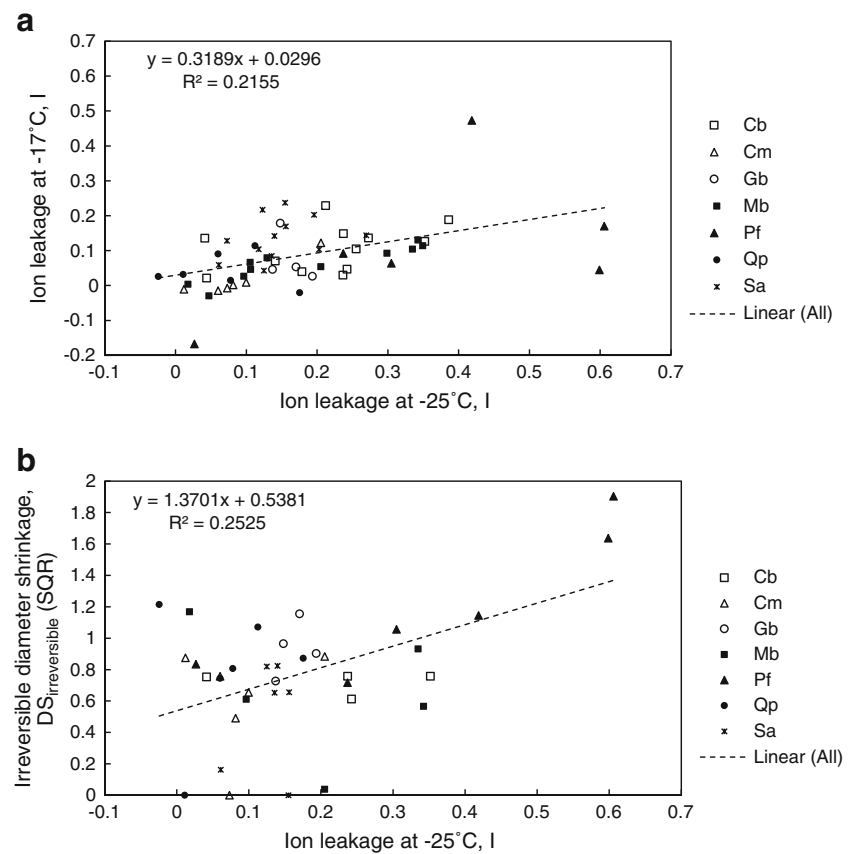 a
y = 0.3189x + 0.0296
R² = 0.2155
Ion leakage at -17˚C, I
0.7
0.6
0.5
0.4
0.3
0.2
0.1
0
-0.1
-0.2
-0.1 0 0.1 0.2 0.3 0.4 0.5 0.6 0.7
Ion leakage at -25˚C, I
Cb
Cm
Gb
Mb
Pf
Qp
Sa
Linear (All)
b
y = 1.3701x + 0.5381
R² = 0.2525
Irreversible diameter shrinkage,
DSirreversible (SQR)
2
1.8
1.6
1.4
1.2
1
0.8
0.6
0.4
0.2
0
-0.1 0 0.1 0.2 0.3 0.4 0.5 0.6 0.7
Ion leakage at -25˚C, I
Cb
Cm
Gb
Mb
Pf
Qp
Sa
Linear (All)